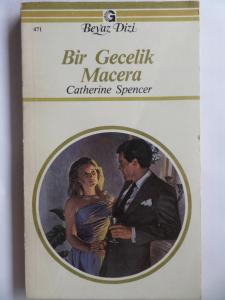 G
Beyaz Dizi
471
Bir Gecelik
Macera
Catherine Spencer